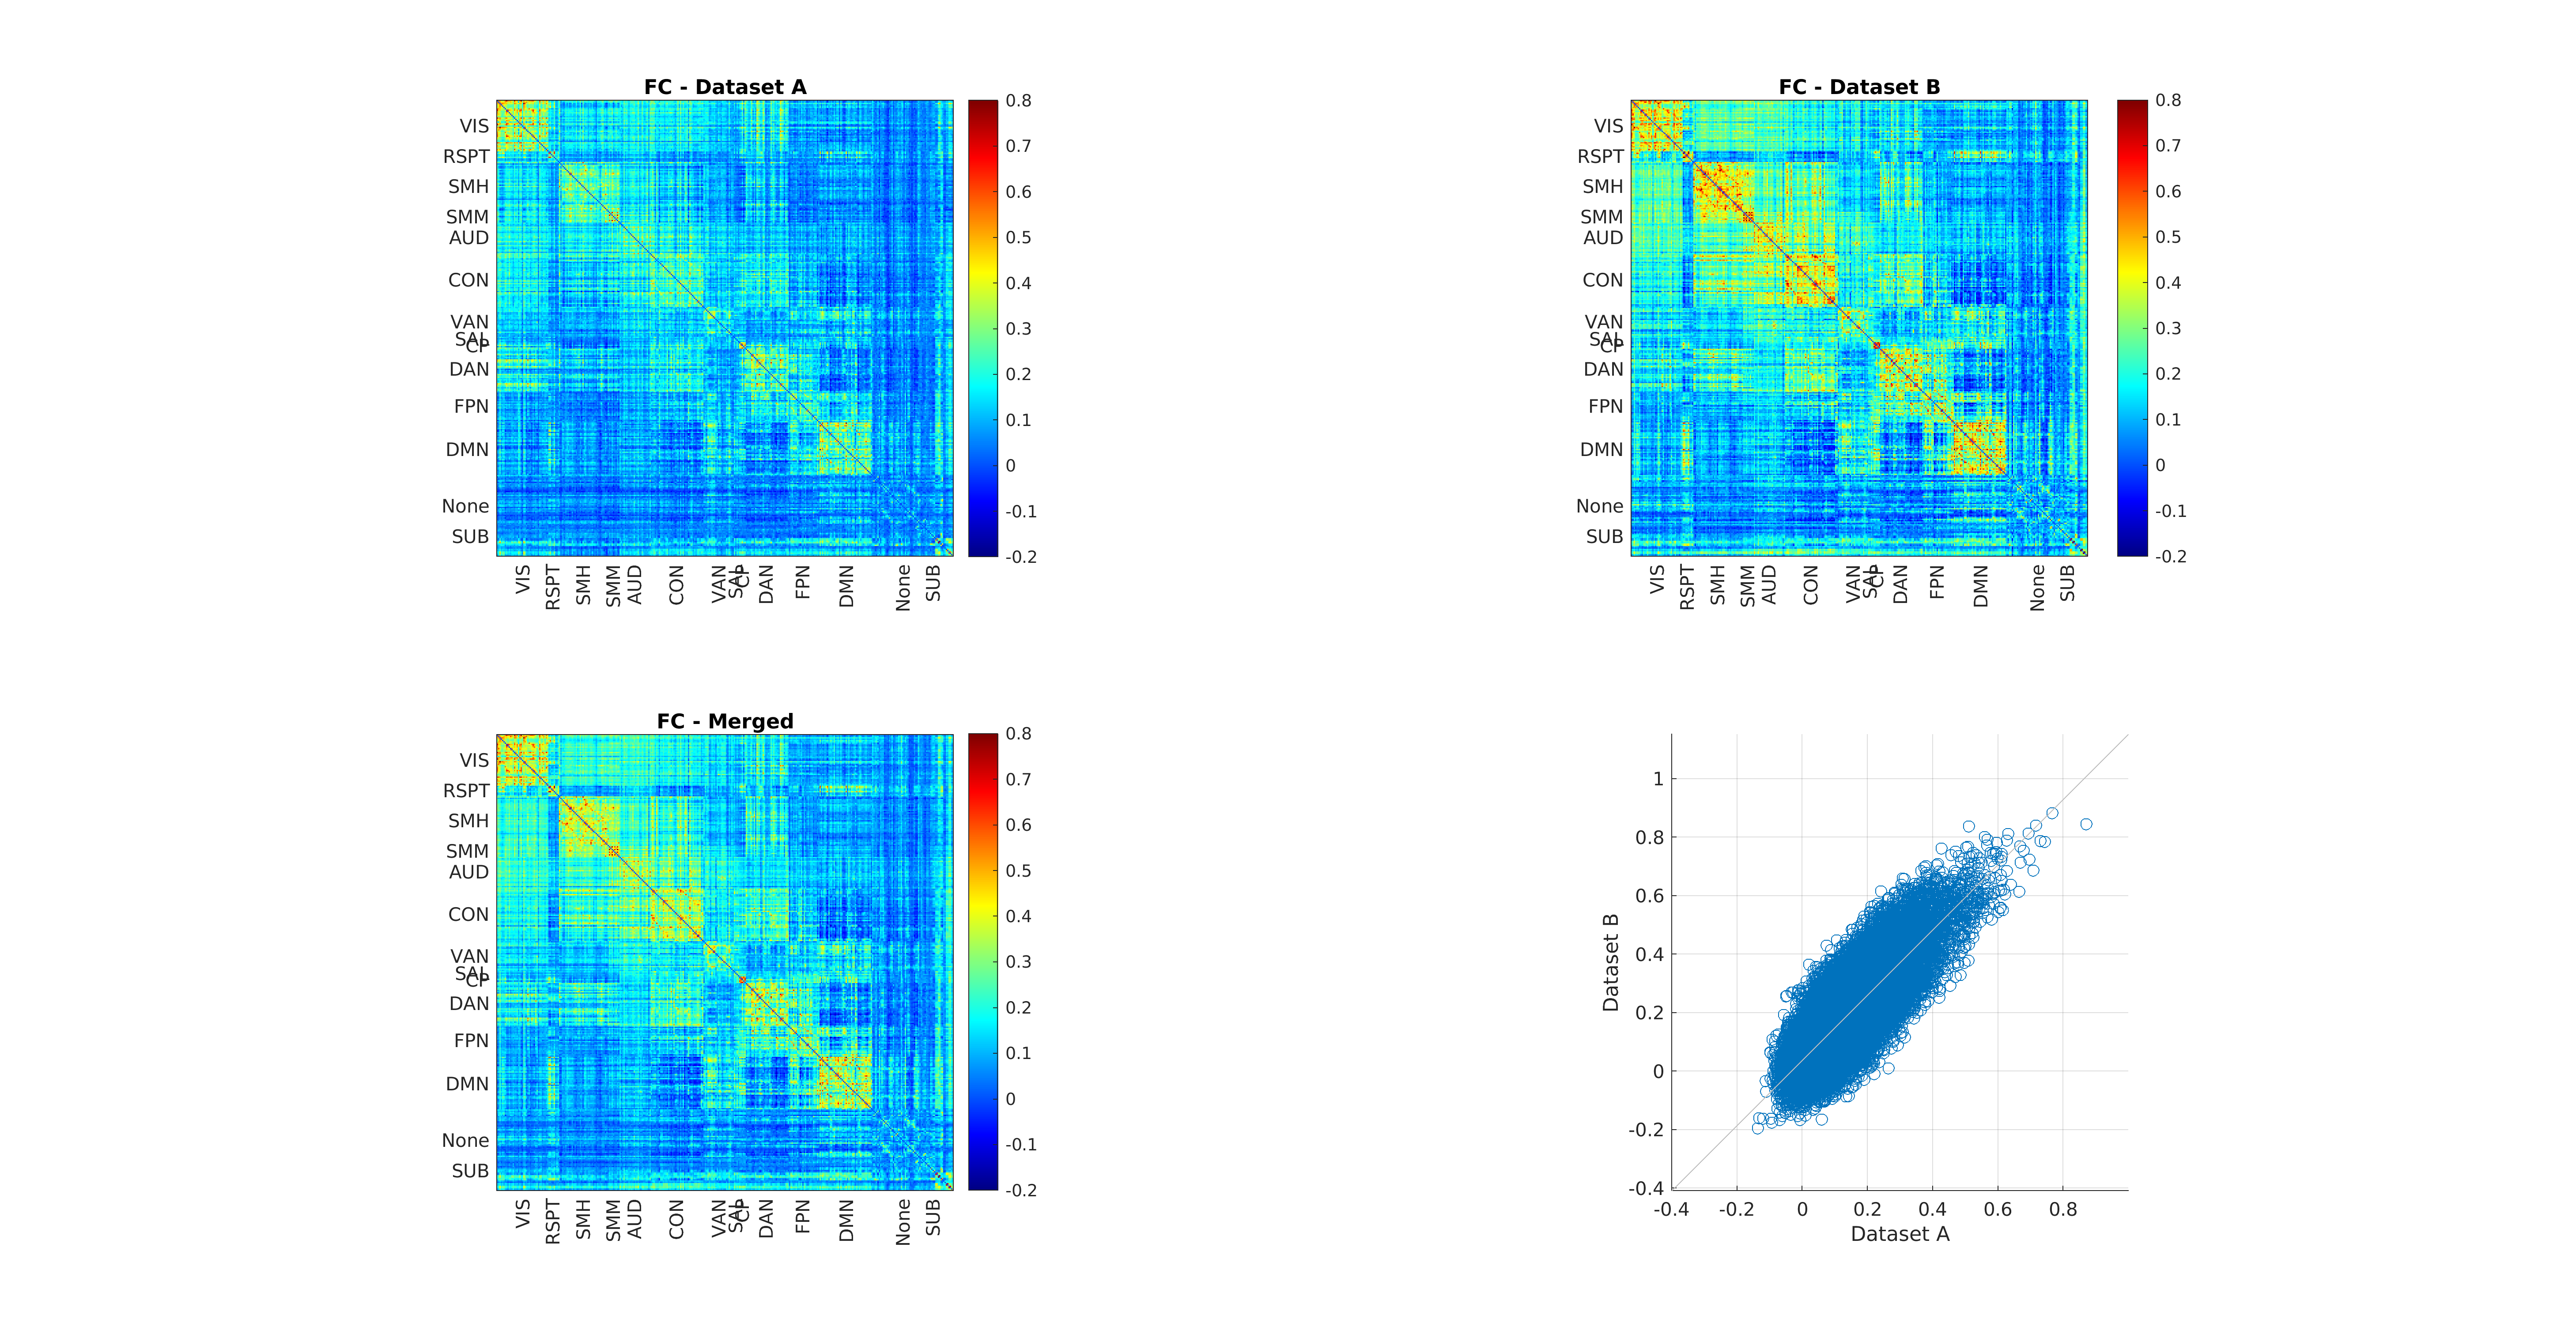 FC - Dataset A
VIS
RSPT
SMH
SMM
AUD
CON
VAN
SAL
CP
DAN
FPN
DMN
None
SUB
VIS RSPT SMH SMM AUD CON VAN SAL CP DAN FPN DMN None SUB
0.8
0.7
0.6
0.5
0.4
0.3
0.2
0.1
0
-0.1
-0.2
FC - Dataset B
VIS
RSPT
SMH
SMM
AUD
CON
VAN
SAL
CP
DAN
FPN
DMN
None
SUB
VIS RSPT SMH SMM AUD CON VAN SAL CP DAN FPN DMN None SUB
0.8
0.7
0.6
0.5
0.4
0.3
0.2
0.1
0
-0.1
-0.2
FC - Merged
VIS
RSPT
SMH
SMM
AUD
CON
VAN
SAL
CP
DAN
FPN
DMN
None
SUB
VIS RSPT SMH SMM AUD CON VAN SAL CP DAN FPN DMN None SUB
0.8
0.7
0.6
0.5
0.4
0.3
0.2
0.1
0
-0.1
-0.2
Dataset B
1
0.8
0.6
0.4
0.2
0
-0.2
-0.4
-0.4 -0.2 0 0.2 0.4 0.6 0.8
Dataset A